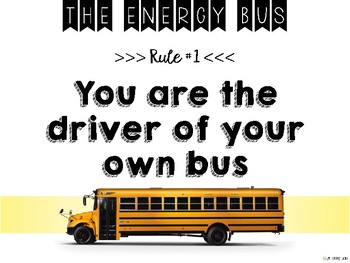 THE ENERGY BUS
>>> Rule #1 <<<
You are the
driver of your
own bus